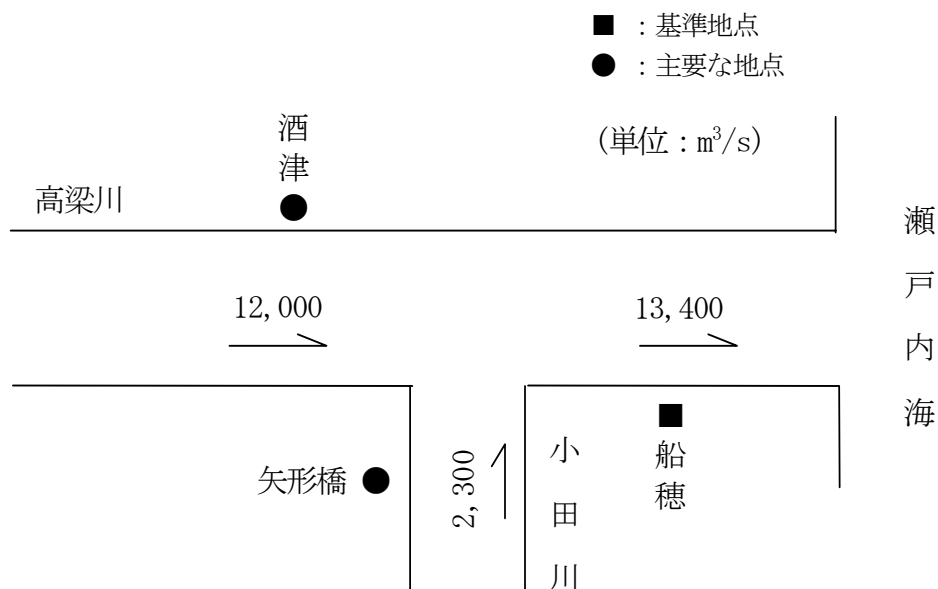 ■ : 基準地点
● : 主要な地点
(単位:m³/s)
酒津
高梁川
瀬戸内海
12,000
13,400
矢形橋
2,300
小田川
船穂